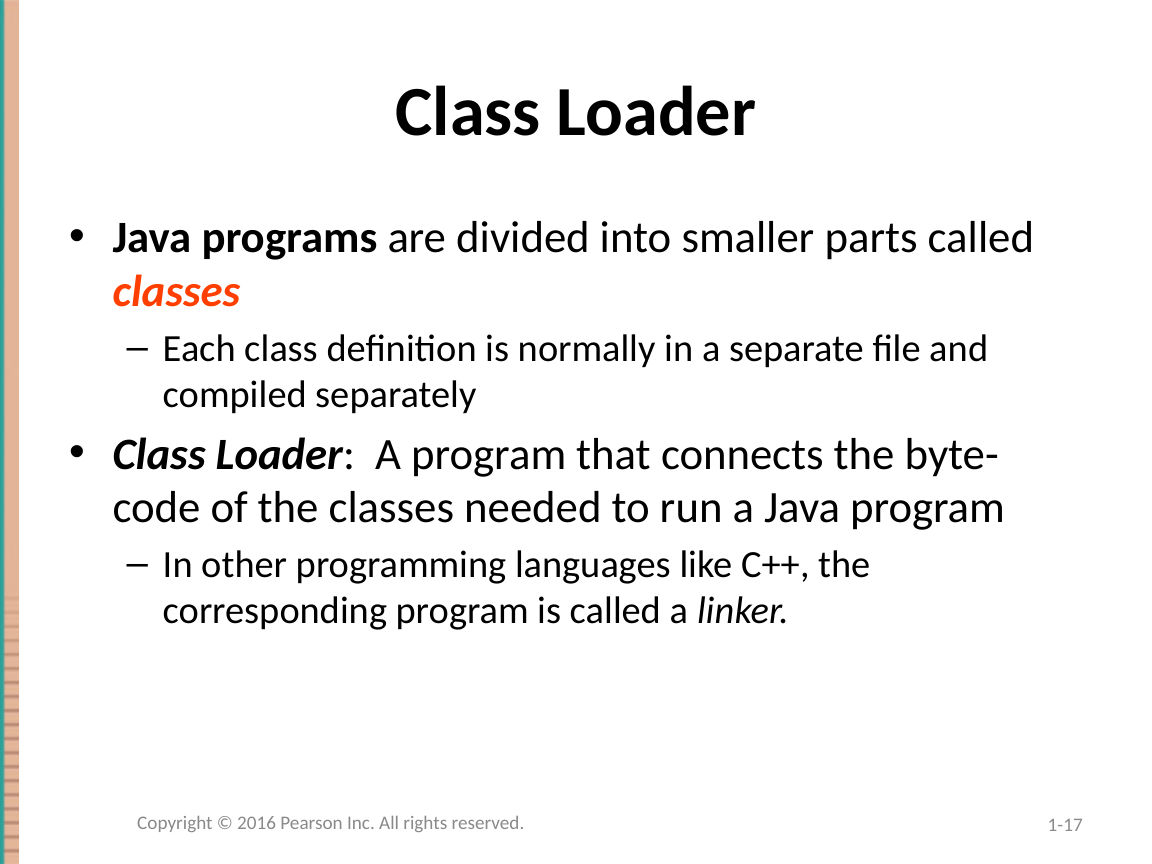 Class Loader
• Java programs are divided into smaller parts called
classes
– Each class definition is normally in a separate file and
compiled separately
• Class Loader:  A program that connects the byte-
code of the classes needed to run a Java program
– In other programming languages like C++, the
corresponding program is called a linker.
Copyright © 2016 Pearson Inc. All rights reserved.
1-17